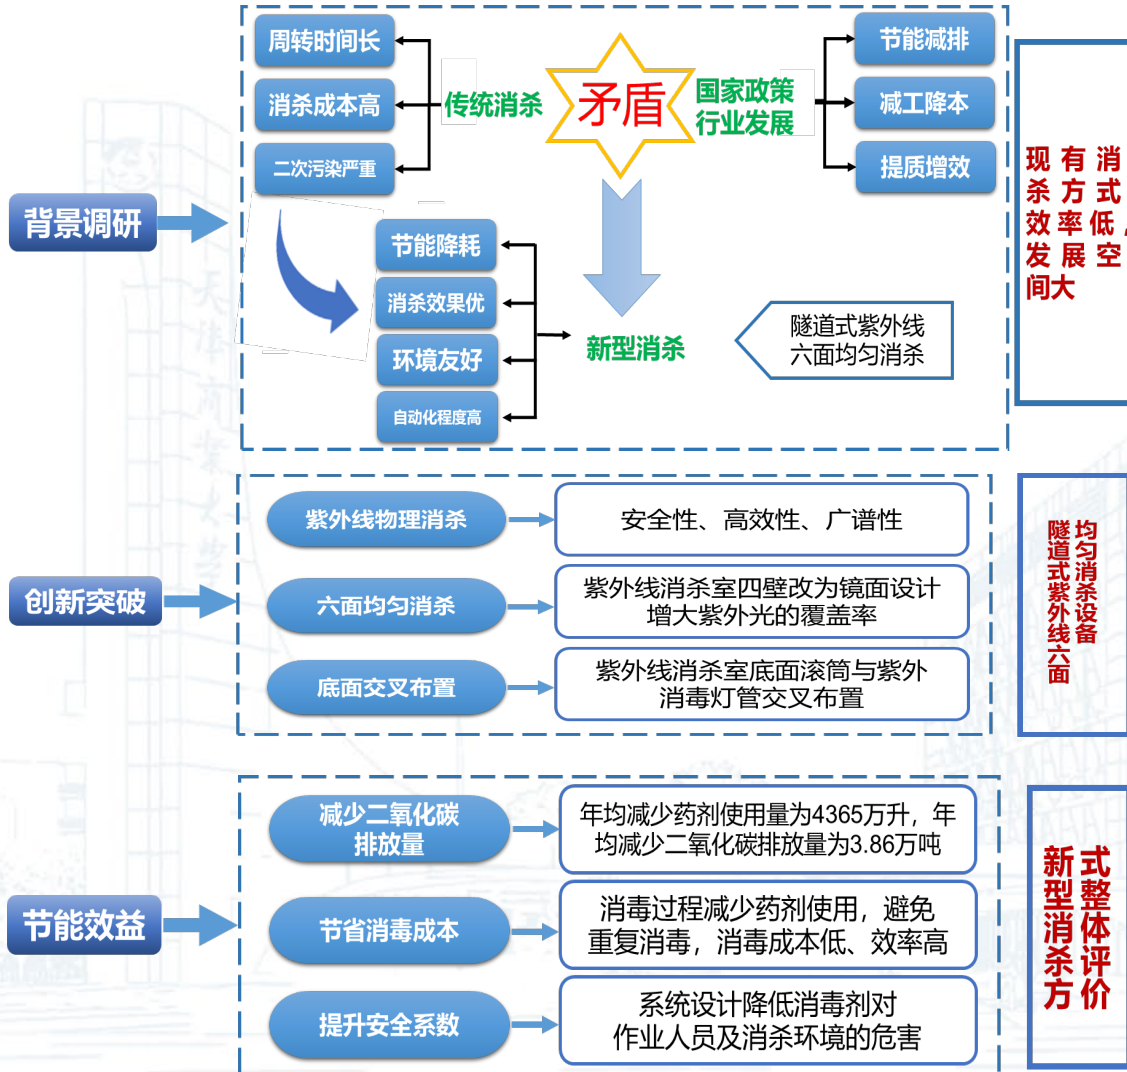 背景调研
周转时间长
消杀成本高
二次污染严重
传统消杀
矛盾
国家政策
行业发展
节能减排
减工降本
提质增效
节能降耗
消杀效果优
环境友好
自动化程度高
新型消杀
隧道式紫外线
六面均匀消杀
现有消
杀方式
效率低,
发展空
间大
创新突破
紫外线物理消杀
安全性、高效性、广谱性
六面均匀消杀
紫外线消杀室四壁改为镜面设计
增大紫外光的覆盖率
底面交叉布置
紫外线消杀室底面滚筒与紫外
消毒灯管交叉布置
隧道式紫外线六面
均匀消杀设备
节能效益
减少二氧化碳
排放量
年均减少药剂使用量为4365万升，年
均减少二氧化碳排放量为3.86万吨
节省消毒成本
消毒过程减少药剂使用，避免
重复消毒，消毒成本低、效率高
提升安全系数
系统设计降低消毒剂对
作业人员及消杀环境的危害
新型消杀方
式整体评价
天津商业大学